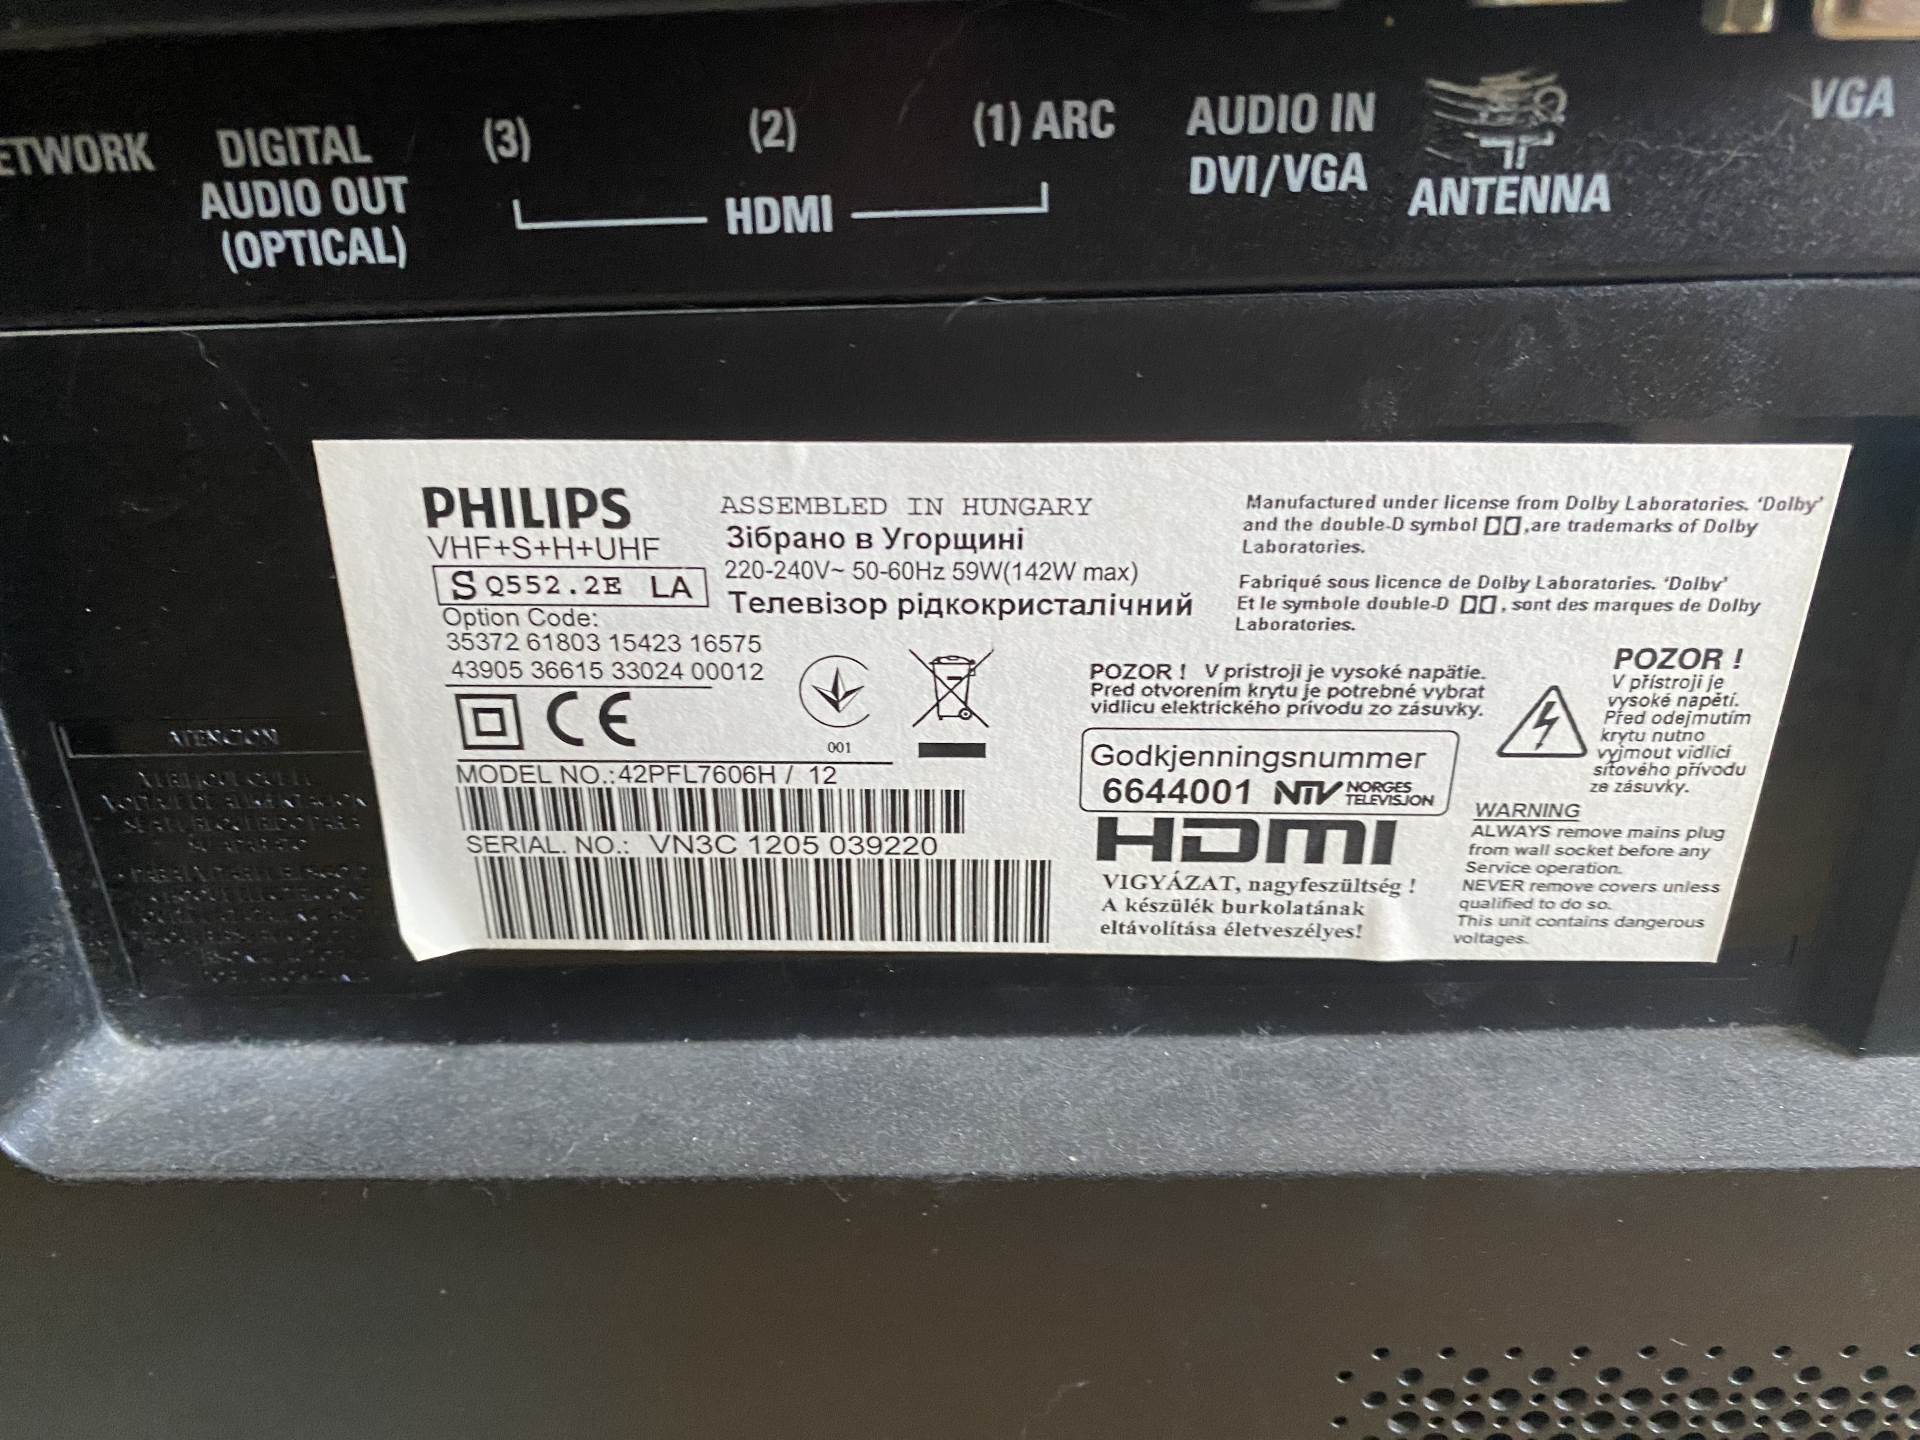 DIGITAL
AUDIO OUT
(OPTICAL)
(3)
(2)
(1) ARC
HDMI
AUDIO IN
DVI/VGA
ANTENNA
VGA
PHILIPS
VHF+S+H+UHF
S Q552.2E LA
Option Code:
35372 61803 15423 16575
43905 36615 33024 00012
ASSEMBLED IN HUNGARY
Зібрано в Угорщині
220-240V~ 50-60Hz 59W(142W max)
Телевізор рідкокристалічний
001
CE
MODEL NO.:42PFL7606H / 12
SERIAL. NO.: VN3C 1205 039220
Manufactured under license from Dolby Laboratories. ‘Dolby’
and the double-D symbol ,are trademarks of Dolby
Laboratories.
Fabriqué sous licence de Dolby Laboratories. ‘Dolby’
Et le symbole double-D , sont des marques de Dolby
Laboratories.
POZOR ! V pristroji je vysoké napätie.
Pred otvorením krytu je potrebné vybrat
vidlicu elektrického prívodu zo zásuvky.
POZOR !
V přístroji je
vysoké napětí.
Před odejmutím
krytu nutno
vyjmout vidlici
síťového přívodu
ze zásuvky.
Godkjenningsnummer
6644001 NTV NORGES
TELEVISJON
HDMI
VIGYÁZAT, nagyfeszültség !
A készülék burkolatának
eltávolítása életveszélyes!
WARNING
ALWAYS remove mains plug
from wall socket before any
Service operation.
NEVER remove covers unless
qualified to do so.
This unit contains dangerous
voltages.
ATENCION